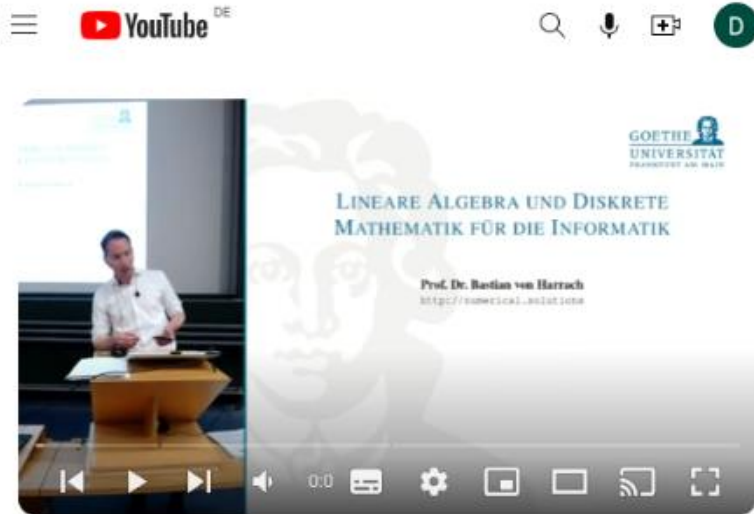 YouTube DE
D
GOETHE
UNIVERSITÄT
FRANKFURT AM MAIN
LINEARE ALGEBRA UND DISKRETE
MATHEMATIK FÜR DIE INFORMATIK
Prof. Dr. Bastian von Harrach
http://numerical.solutions
0:0